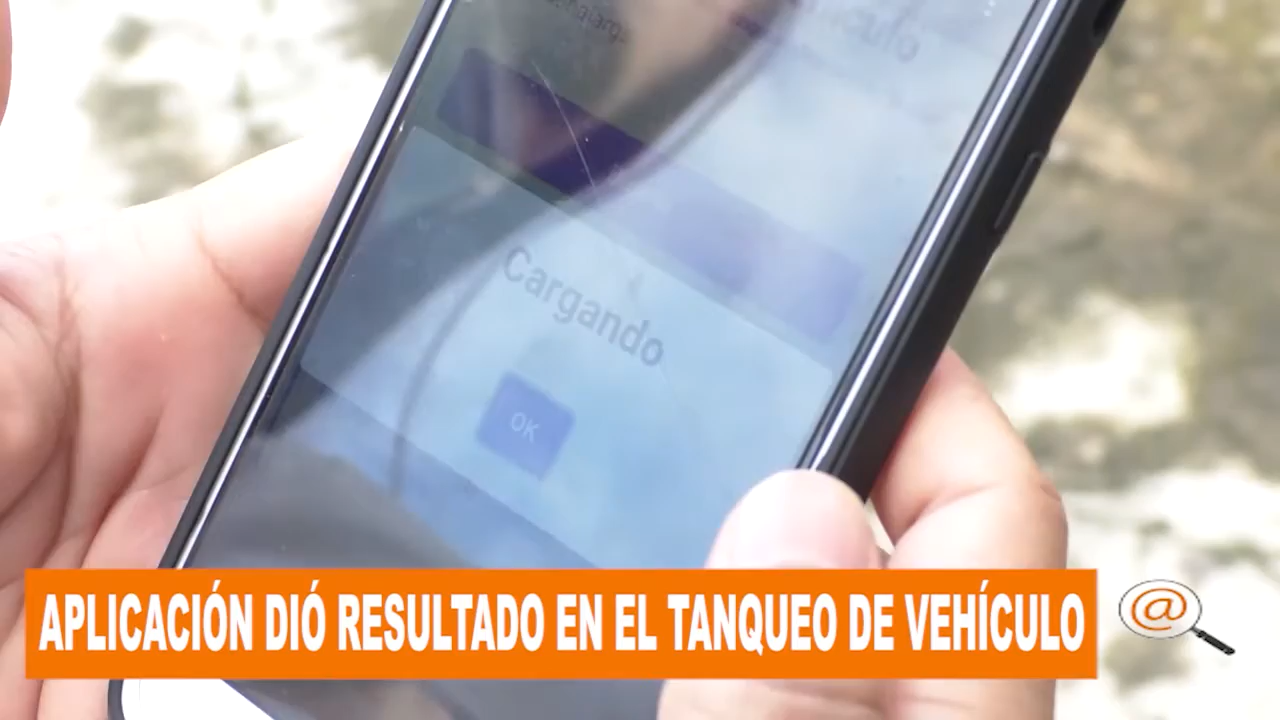 Cargando
OK
APLICACIÓN DIÓ RESULTADO EN EL TANQUEO DE VEHÍCULO
@